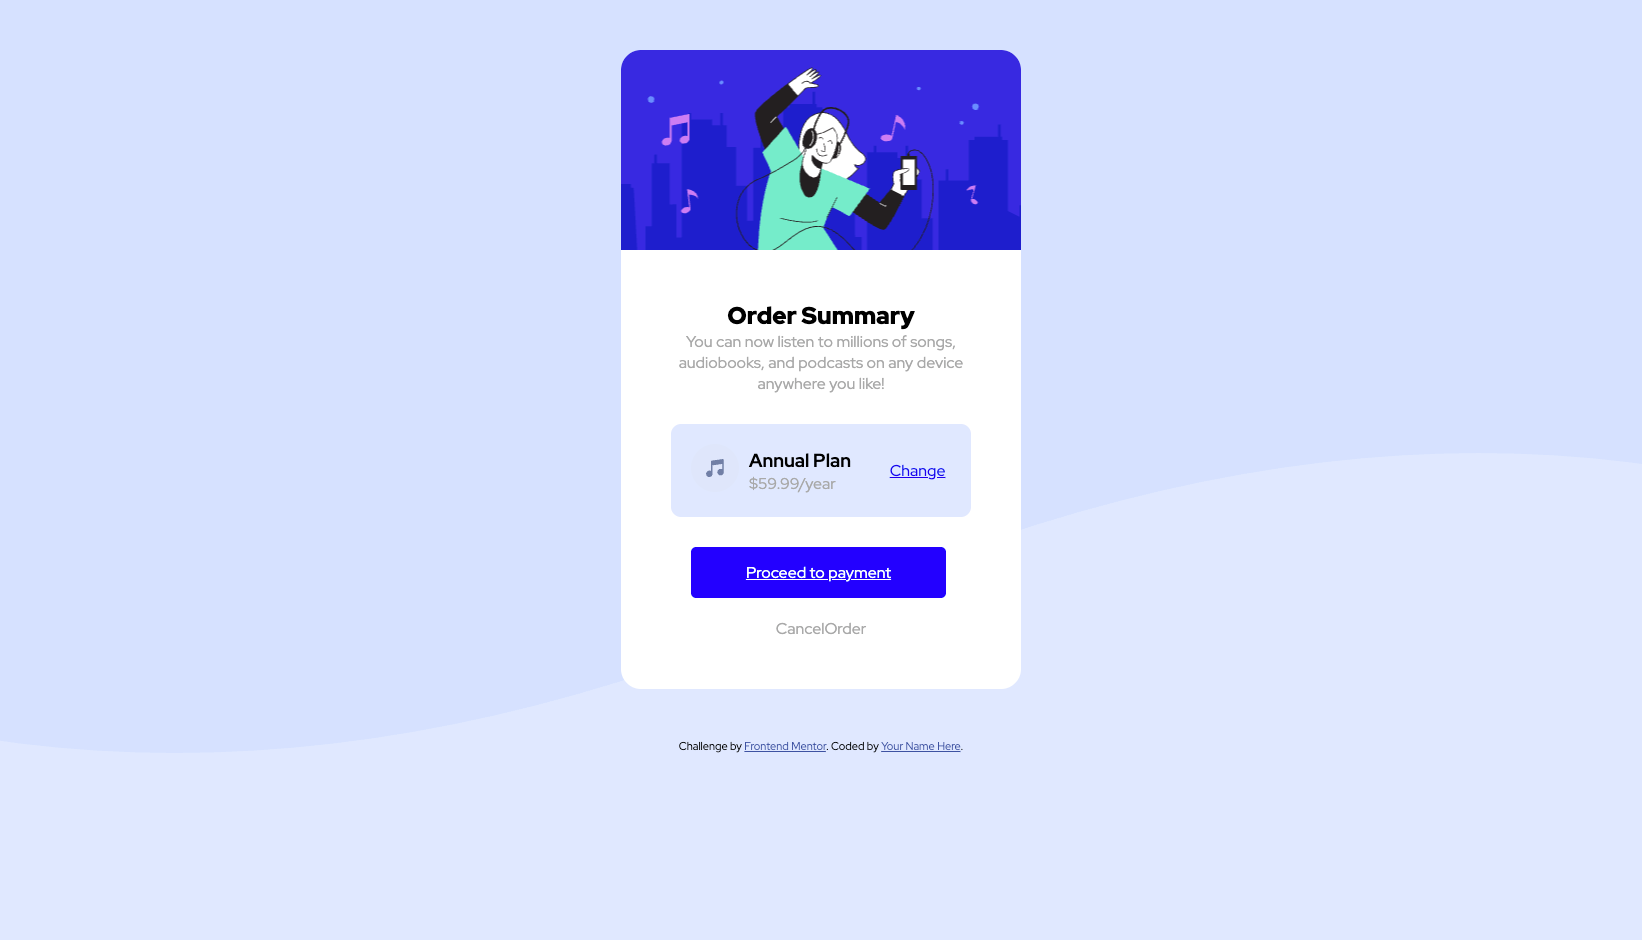 Order Summary
You can now listen to millions of songs,
audiobooks, and podcasts on any device
anywhere you like!
Annual Plan
$59.99/year
Change
Proceed to payment
CancelOrder
Challenge by Frontend Mentor. Coded by Your Name Here.